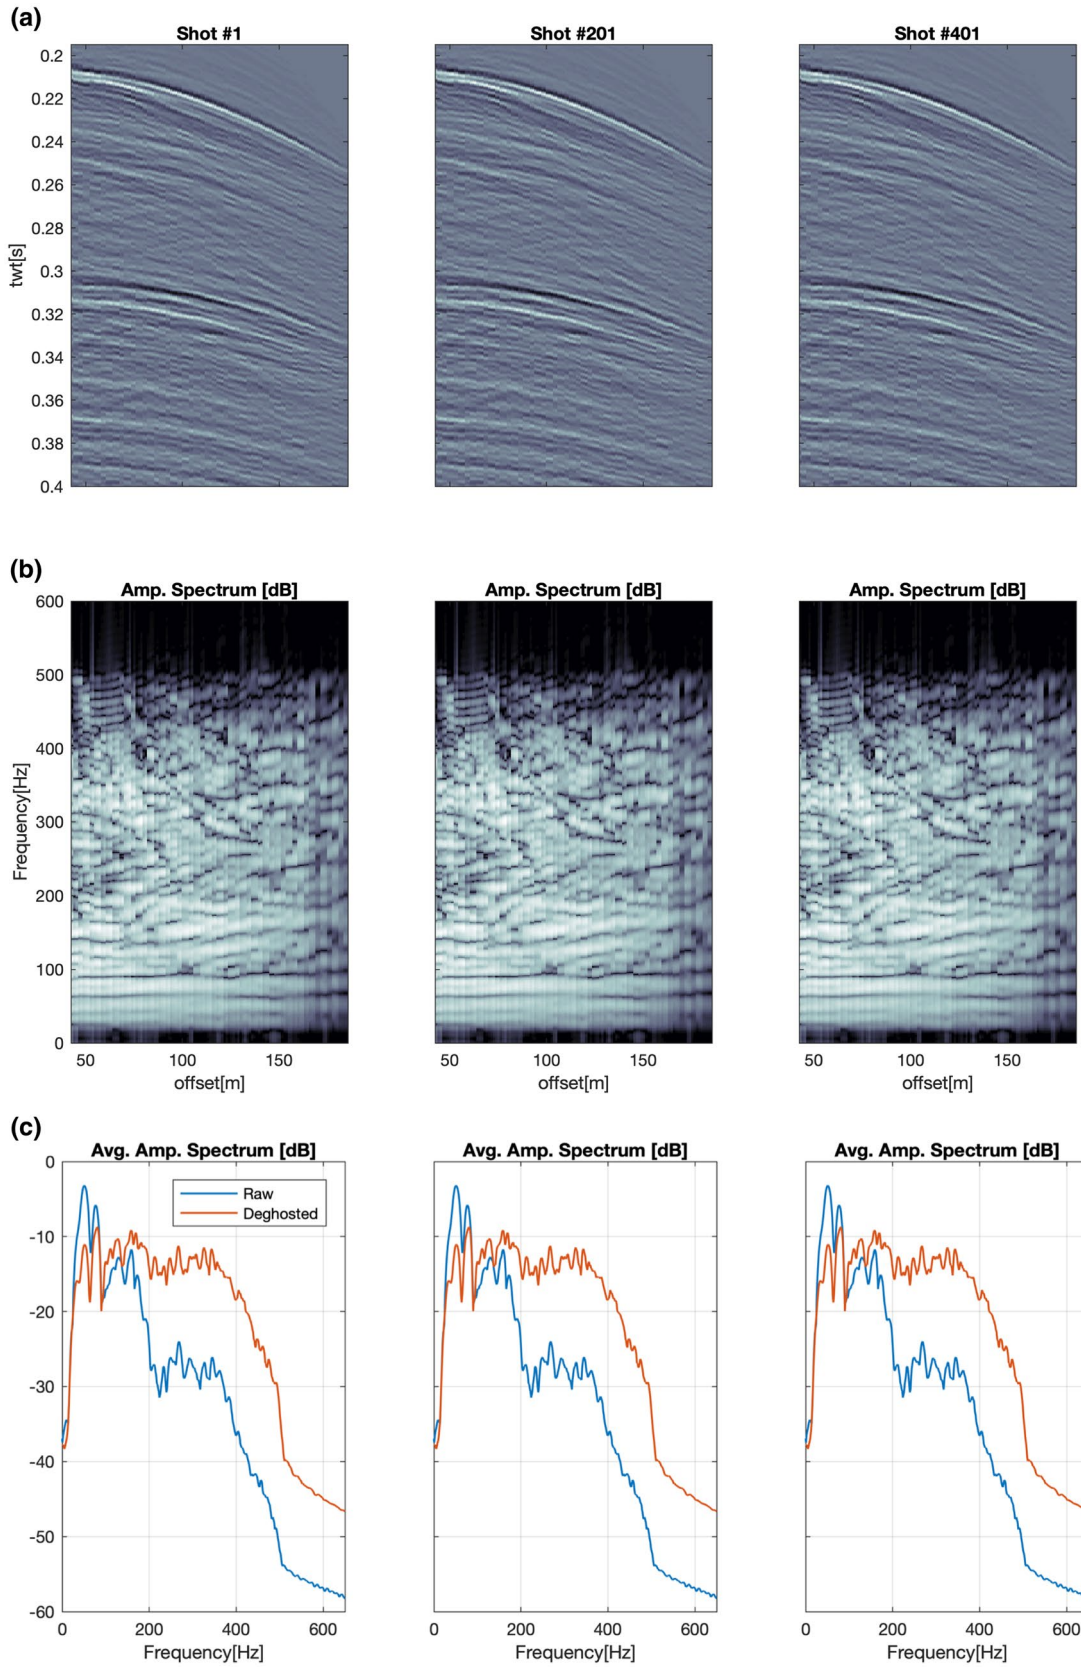 (a)
Shot #1 Shot #201 Shot #401
0.2
0.22
0.24
0.26
0.28
0.3
0.32
0.34
0.36
0.38
0.4
twt[s]
(b)
Amp. Spectrum [dB] Amp. Spectrum [dB] Amp. Spectrum [dB]
600
500
400
300
200
100
0
Frequency[Hz]
50 100 150 50 100 150 50 100 150
offset[m] offset[m] offset[m]
(c)
Avg. Amp. Spectrum [dB] Avg. Amp. Spectrum [dB] Avg. Amp. Spectrum [dB]
0
Raw
Deghosted
-10
-20
-30
-40
-50
-60
0 200 400 600 0 200 400 600 0 200 400 600
Frequency[Hz] Frequency[Hz] Frequency[Hz]